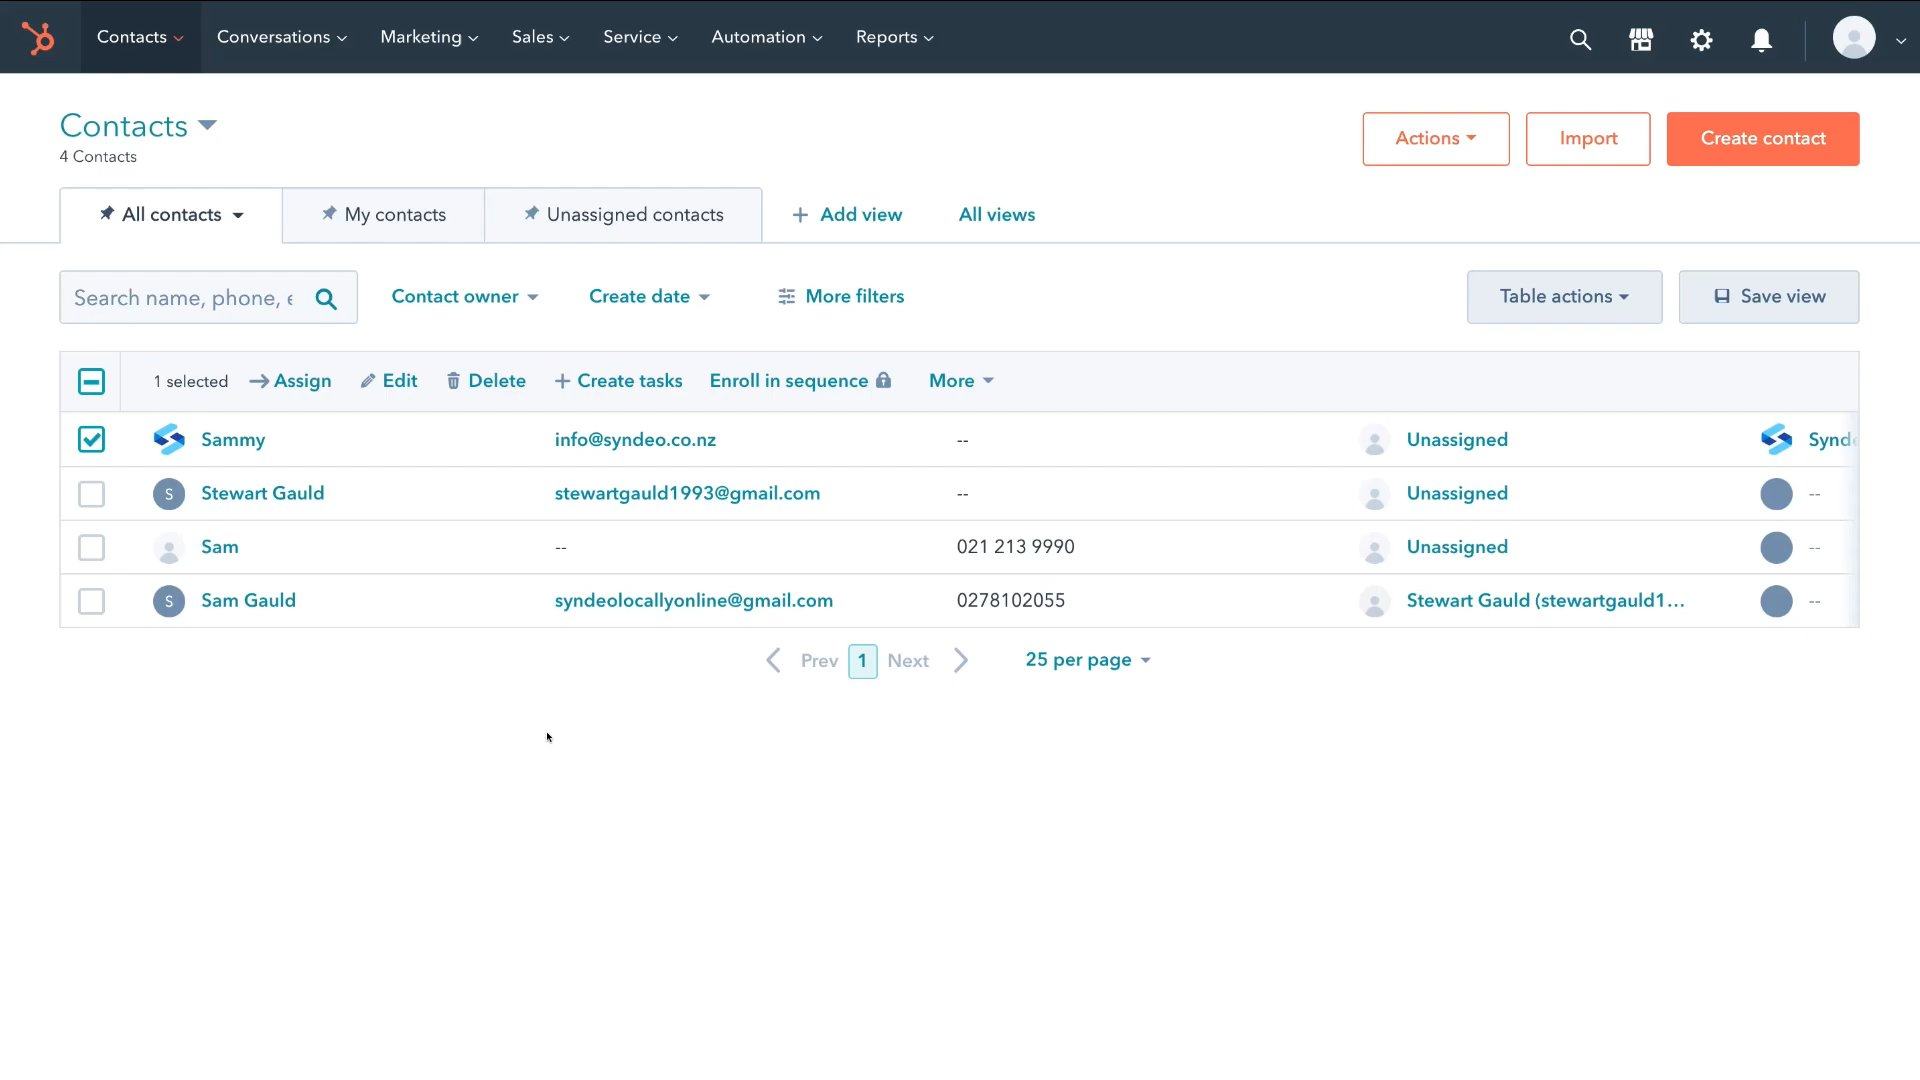 Contacts Conversations Marketing Sales Service Automation Reports
Contacts
4 Contacts
Actions Import Create contact
All contacts My contacts Unassigned contacts + Add view All views
Search name, phone, e Contact owner Create date More filters Table actions Save view
1 selected Assign Edit Delete + Create tasks Enroll in sequence More
Sammy info@syndeo.co.nz -- Unassigned Synd
S Stewart Gauld stewartgauld1993@gmail.com -- Unassigned --
Sam -- 021 213 9990 Unassigned --
S Sam Gauld syndeolocallyonline@gmail.com 0278102055 Stewart Gauld (stewartgauld1... --
Prev 1 Next 25 per page